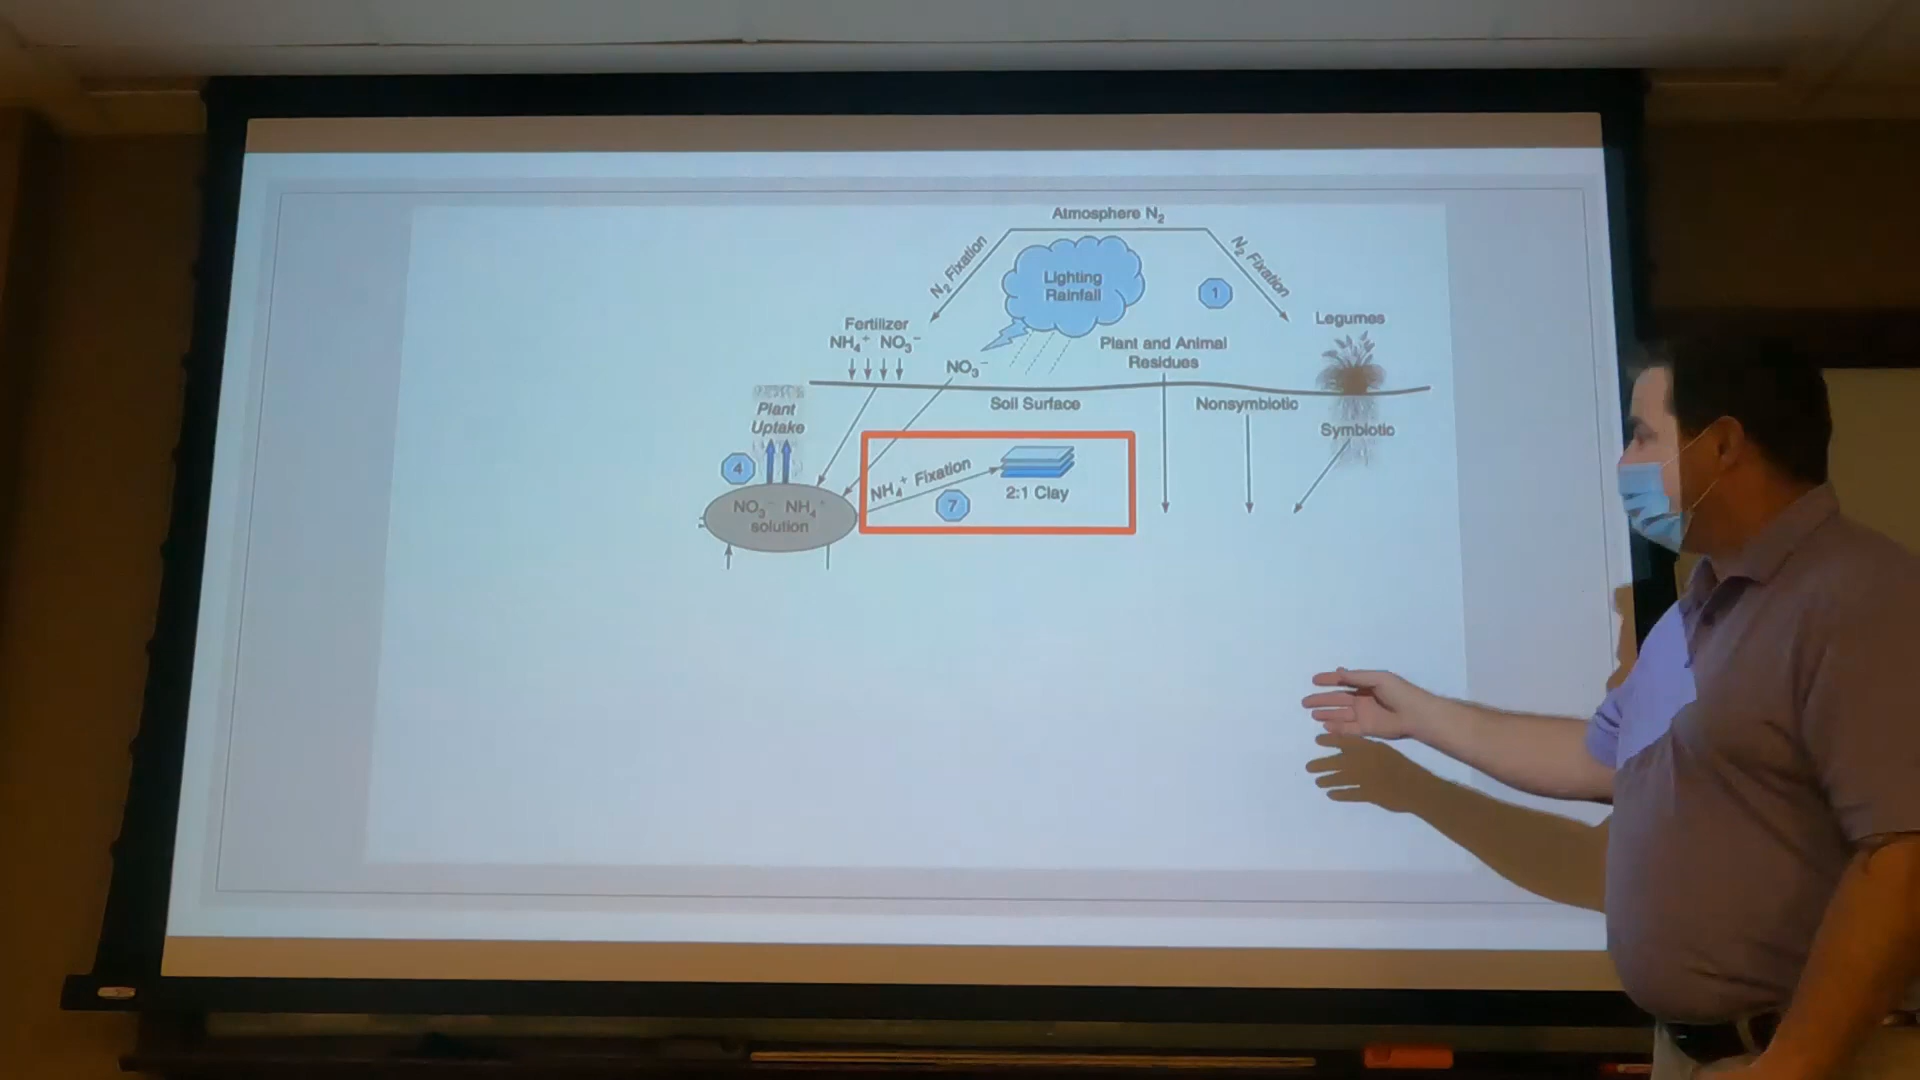 Atmosphere N₂
N₂ Fixation
N₂ Fixation
Lighting
Rainfall
1
Legumes
Fertilizer
NH₄⁺ NO₃⁻
Plant and Animal
Residues
NO₃⁻
Soil Surface
Nonsymbiotic
Plant
Uptake
Symbiotic
4
NH₄⁺ Fixation
2:1 Clay
7
NO₃⁻ NH₄⁺
solution